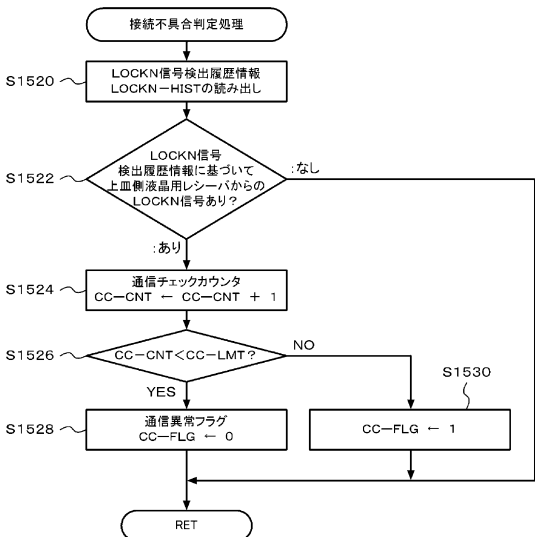 接続不具合判定処理
S1520
LOCKN信号検出履歴情報
LOCKN－HISTの読み出し
S1522
LOCKN信号
検出履歴情報に基づいて
上皿側液晶用レシーバからの
LOCKN信号あり？
：なし
：あり
S1524
通信チェックカウンタ
CC－CNT ← CC－CNT ＋ 1
S1526
CC－CNT＜CC－LMT？
NO
YES
S1530
S1528
通信異常フラグ
CC－FLG ← 0
CC－FLG ← 1
RET